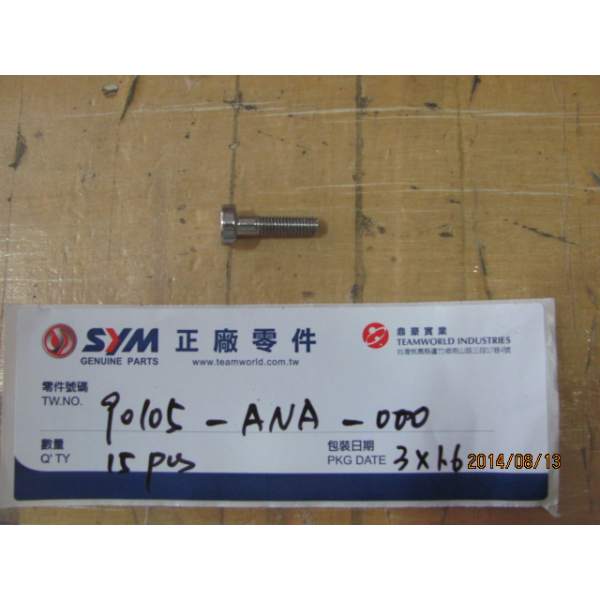 SYM
GENUINE PARTS
正廠零件
www.teamworld.com.tw
鼎豪實業
TEAMWORLD INDUSTRIES
零件號碼
TW.NO.
90105-ANA-000
數量
Q'TY
15 pcs
包裝日期
PKG DATE
3x16
2014/08/13